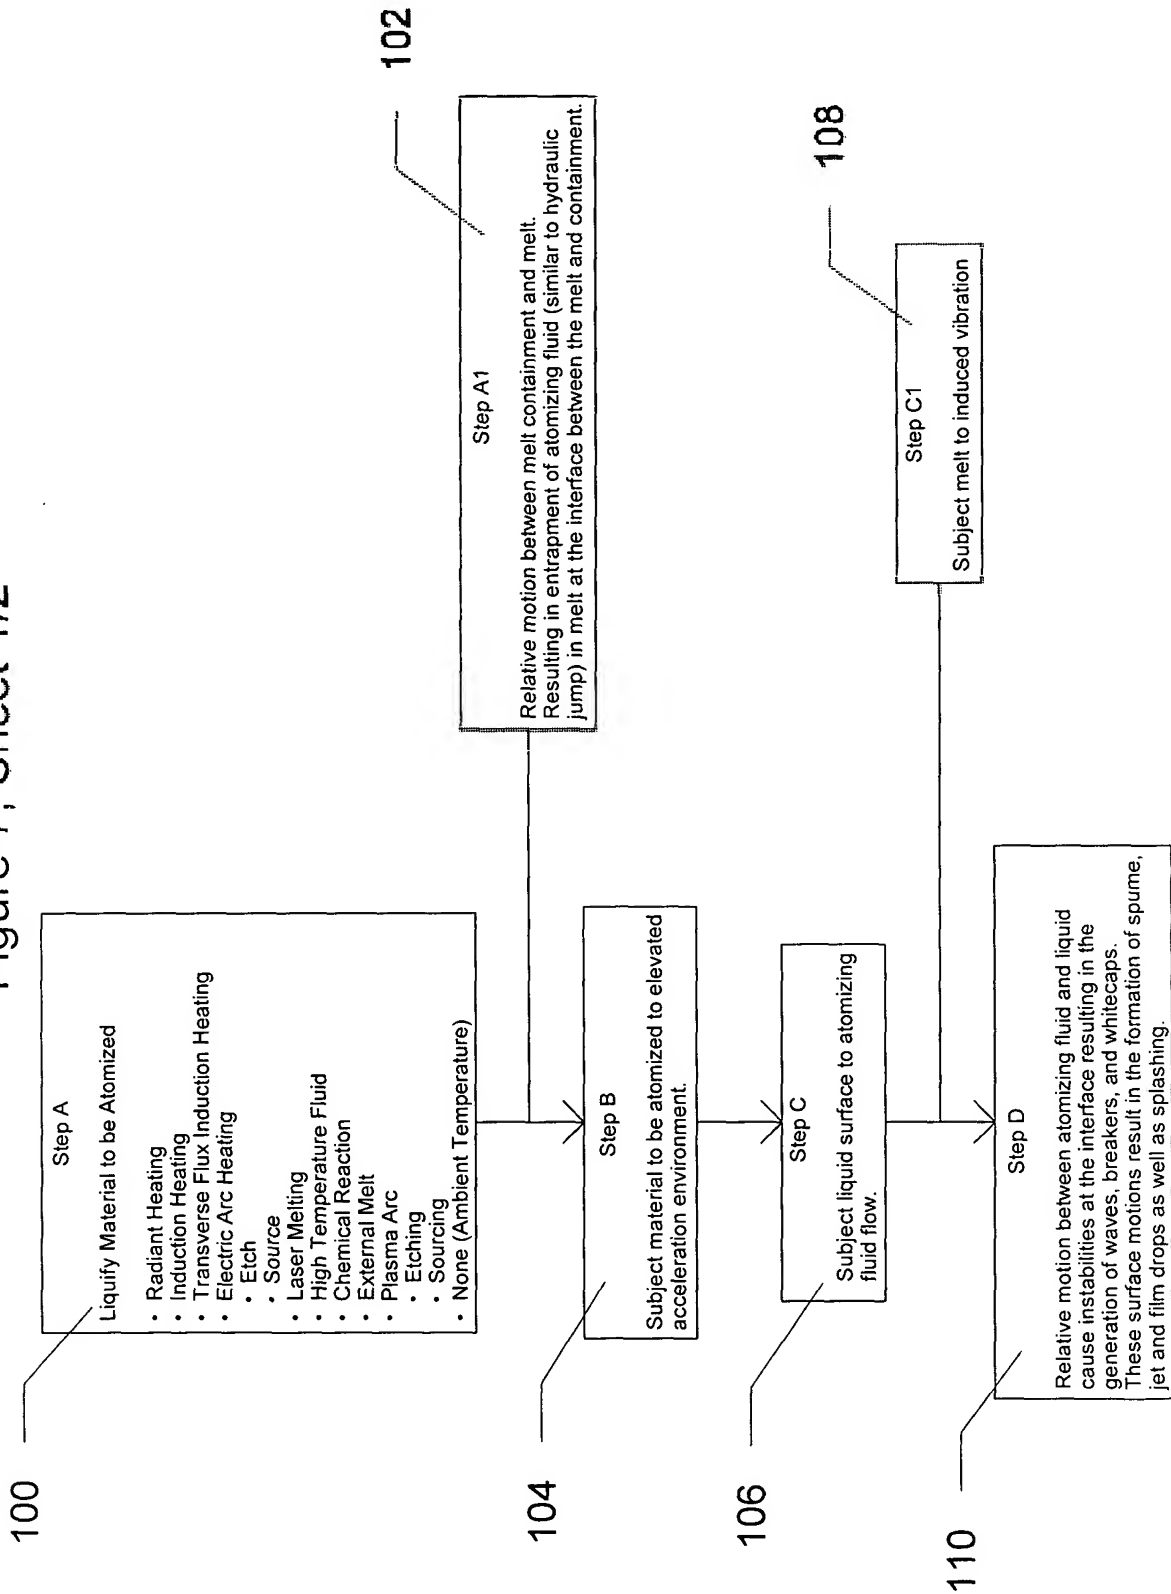 Figure 7, Sheet 1/2
100
Step A
Liquify Material to be Atomized
• Radiant Heating
• Induction Heating
• Transverse Flux Induction Heating
• Electric Arc Heating
• Etch
• Source
• Laser Melting
• High Temperature Fluid
• Chemical Reaction
• External Melt
• Plasma Arc
• Etching
• Sourcing
• None (Ambient Temperature)
102
Step A1
Relative motion between melt containment and melt.
Resulting in entrapment of atomizing fluid (similar to hydraulic
jump) in melt at the interface between the melt and containment.
104
Step B
Subject material to be atomized to elevated
acceleration environment.
106
Step C
Subject liquid surface to atomizing
fluid flow.
108
Step C1
Subject melt to induced vibration
110
Step D
Relative motion between atomizing fluid and liquid
cause instabilities at the interface resulting in the
generation of waves, breakers, and whitecaps.
These surface motions result in the formation of spume,
jet and film drops as well as splashing.